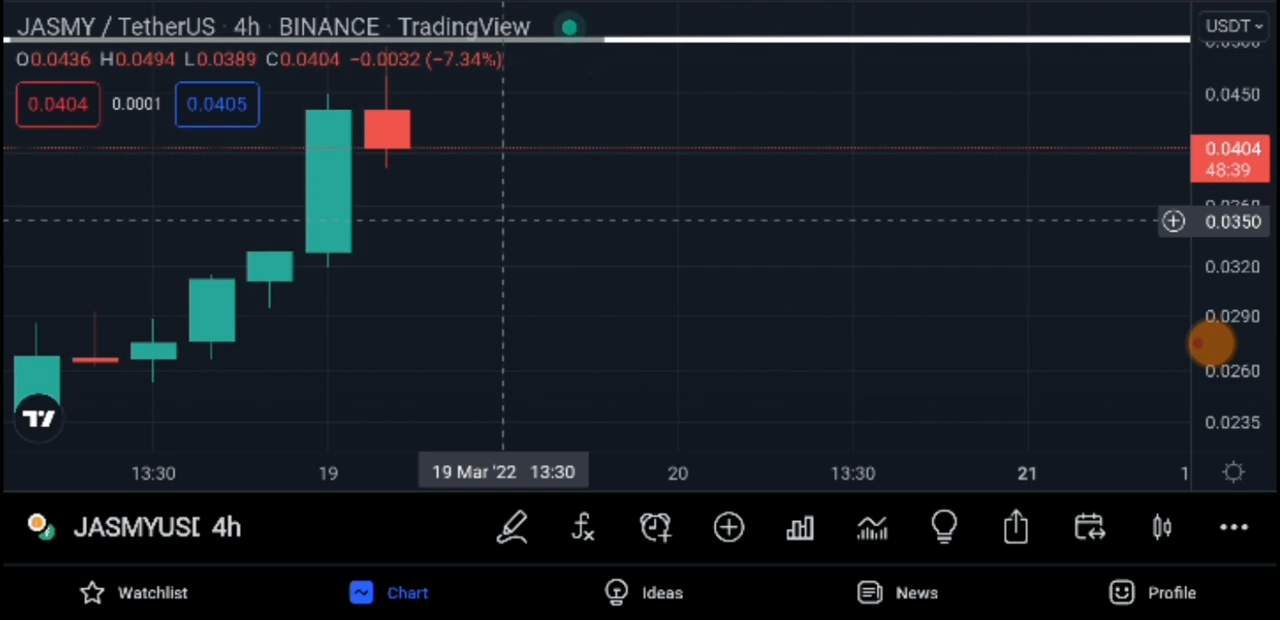 JASMY / TetherUS · 4h · BINANCE · TradingView
USDT
O0.0436 H0.0494 L0.0389 C0.0404 −0.0032 (−7.34%)
0.0404 0.0001 0.0405
0.0450
0.0404
48:39
0.0350
0.0320
0.0290
0.0260
0.0235
13:30 19 19 Mar '22 13:30 20 13:30 21 1
JASMYUSD 4h
Watchlist Chart Ideas News Profile